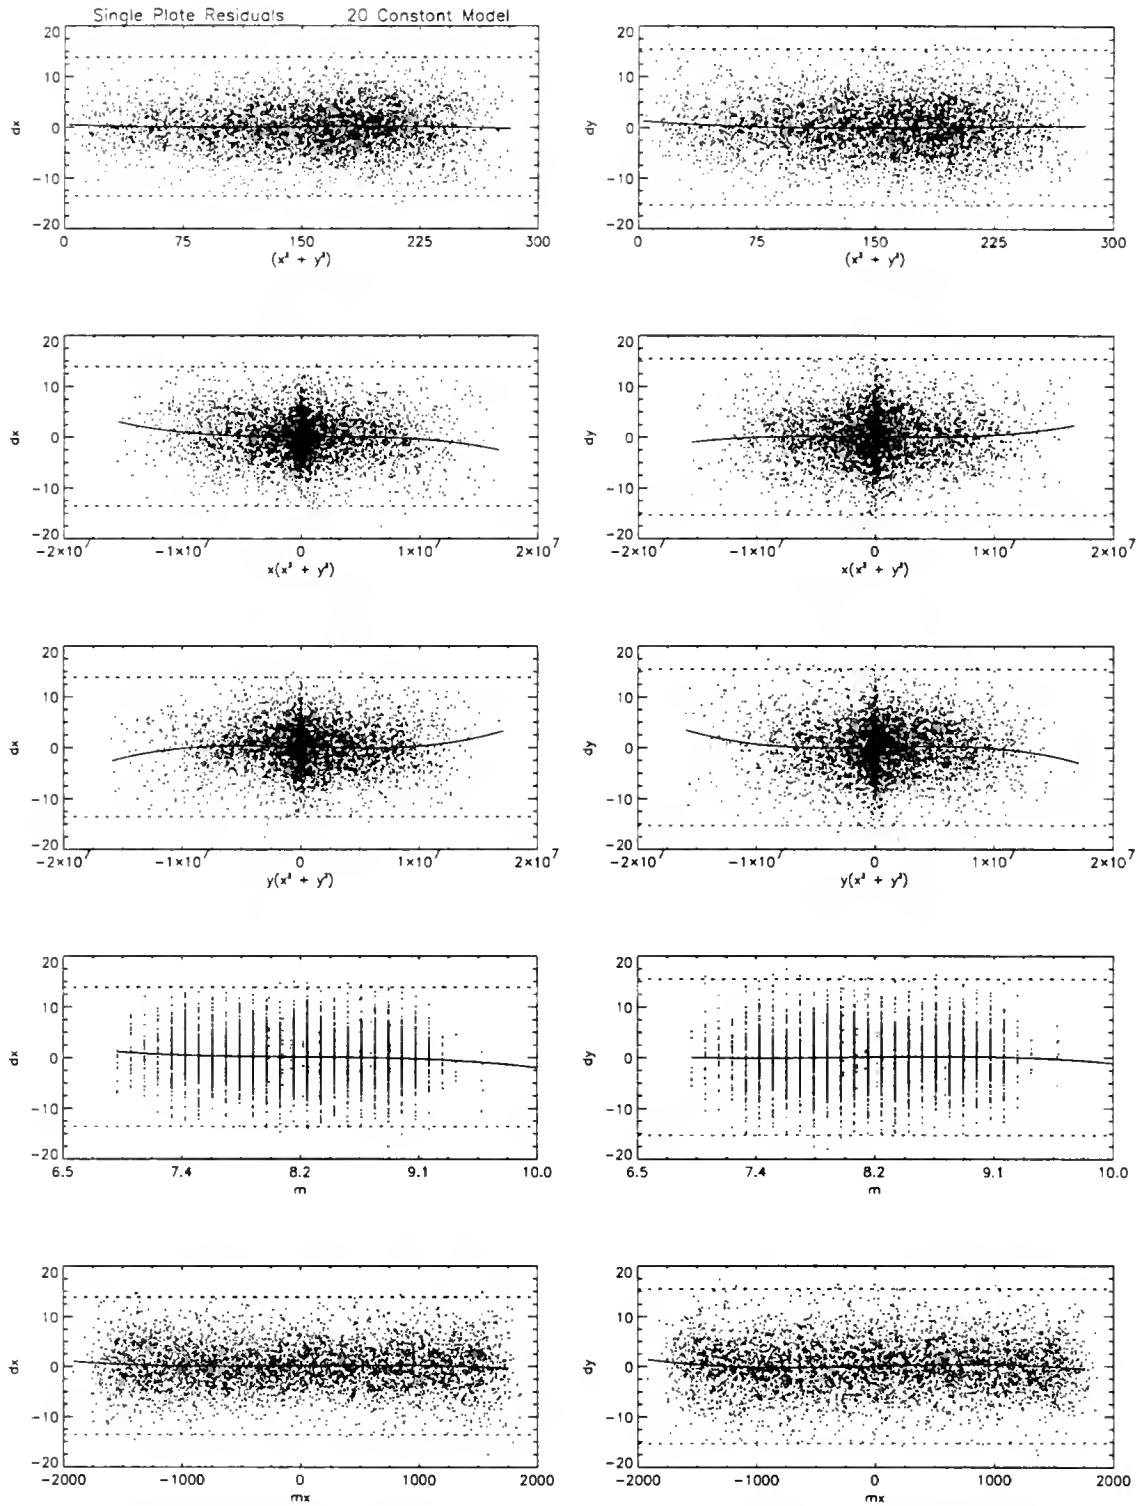 Single Plate Residuals 20 Constant Model
20 20
10 10
dx 0 dy 0
-10 -10
-20 -20
0 75 150 225 300 0 75 150 225 300
(x² + y²) (x² + y²)
20 20
10 10
dx 0 dy 0
-10 -10
-20 -20
-2×10⁷ -1×10⁷ 0 1×10⁷ 2×10⁷ -2×10⁷ -1×10⁷ 0 1×10⁷ 2×10⁷
x(x² + y²) x(x² + y²)
20 20
10 10
dx 0 dy 0
-10 -10
-20 -20
-2×10⁷ -1×10⁷ 0 1×10⁷ 2×10⁷ -2×10⁷ -1×10⁷ 0 1×10⁷ 2×10⁷
y(x² + y²) y(x² + y²)
20 20
10 10
dx 0 dy 0
-10 -10
-20 -20
6.5 7.4 8.2 9.1 10.0 6.5 7.4 8.2 9.1 10.0
m m
20 20
10 10
dx 0 dy 0
-10 -10
-20 -20
-2000 -1000 0 1000 2000 -2000 -1000 0 1000 2000
mx mx